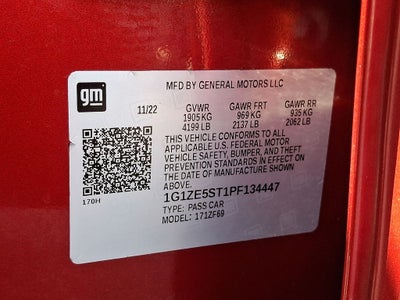 gm
MFD BY GENERAL MOTORS LLC
11/22 GVWR GAWR FRT GAWR RR
1905 KG 969 KG 935 KG
4199 LB 2137 LB 2062 LB
THIS VEHICLE CONFORMS TO ALL
APPLICABLE U.S. FEDERAL MOTOR
VEHICLE SAFETY, BUMPER, AND THEFT
PREVENTION STANDARDS IN EFFECT ON
THE DATE OF MANUFACTURE SHOWN
ABOVE.
1G1ZE5ST1PF134447
TYPE: PASS CAR
MODEL: 171ZF69
170H